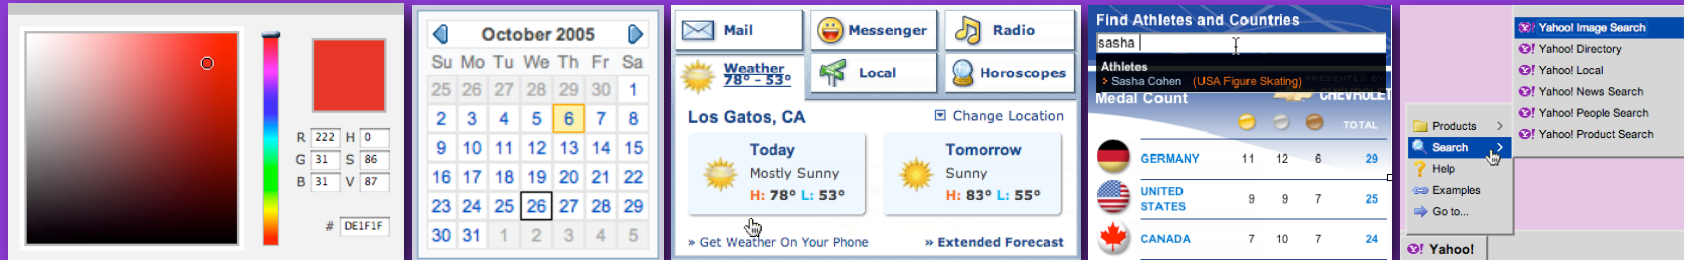 R 222 H 0
G 31 S 86
B 31 V 87
# DE1F1F
October 2005
Su Mo Tu We Th Fr Sa
25 26 27 28 29 30 1
2 3 4 5 6 7 8
9 10 11 12 13 14 15
16 17 18 19 20 21 22
23 24 25 26 27 28 29
30 31 1 2 3 4 5
Mail Messenger Radio
Weather
78° - 53°
Local Horoscopes
Los Gatos, CA Change Location
Today
Mostly Sunny
H: 78° L: 53°
Tomorrow
Sunny
H: 83° L: 55°
» Get Weather On Your Phone » Extended Forecast
Find Athletes and Countries
sasha
Athletes
› Sasha Cohen (USA Figure Skating)
PRESENTED BY
Medal Count CHEVROLET
TOTAL
GERMANY 11 12 6 29
UNITED STATES 9 9 7 25
CANADA 7 10 7 24
Products
Search
Help
Examples
Go to...
Y! Yahoo!
Y! Yahoo! Image Search
Y! Yahoo! Directory
Y! Yahoo! Local
Y! Yahoo! News Search
Y! Yahoo! People Search
Y! Yahoo! Product Search